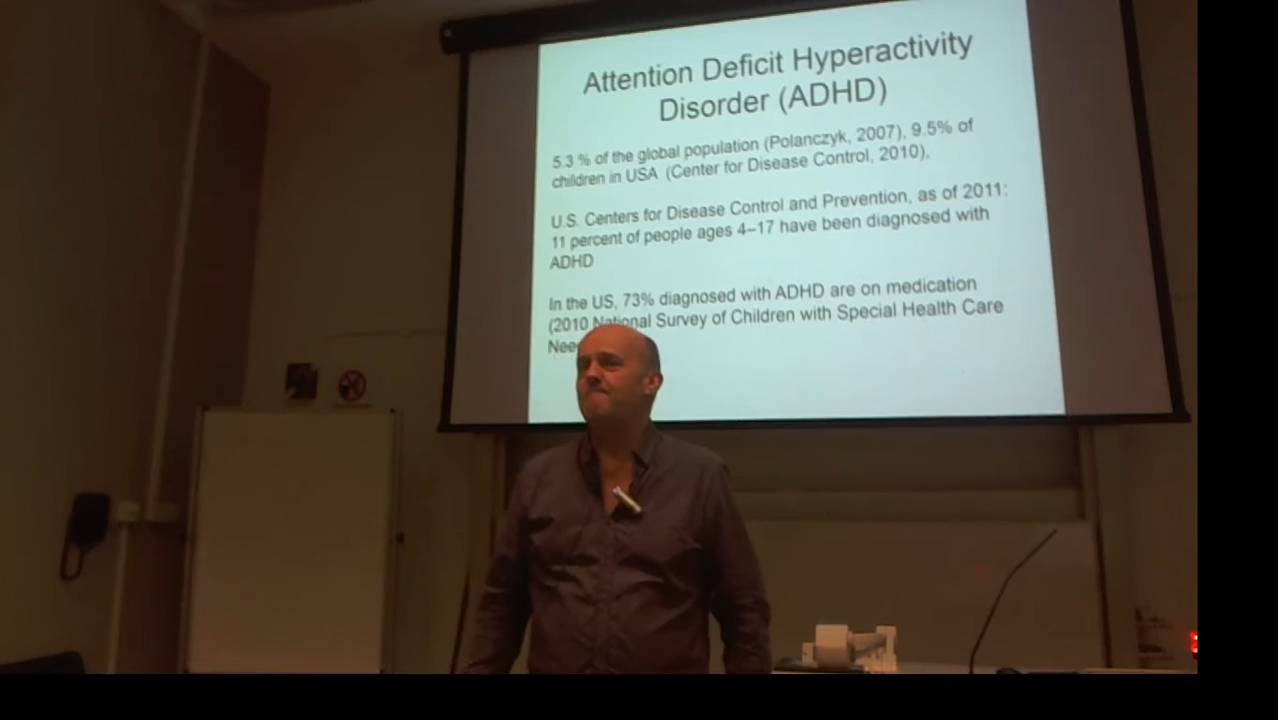 Attention Deficit Hyperactivity
Disorder (ADHD)
5.3 % of the global population (Polanczyk, 2007), 9.5% of
children in USA (Center for Disease Control, 2010),
U.S. Centers for Disease Control and Prevention, as of 2011:
11 percent of people ages 4–17 have been diagnosed with
ADHD
In the US, 73% diagnosed with ADHD are on medication
(2010 National Survey of Children with Special Health Care